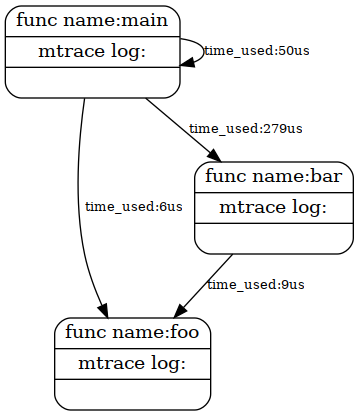 func name:main
mtrace log:
time_used:50us
time_used:279us
func name:bar
mtrace log:
time_used:6us
time_used:9us
func name:foo
mtrace log: